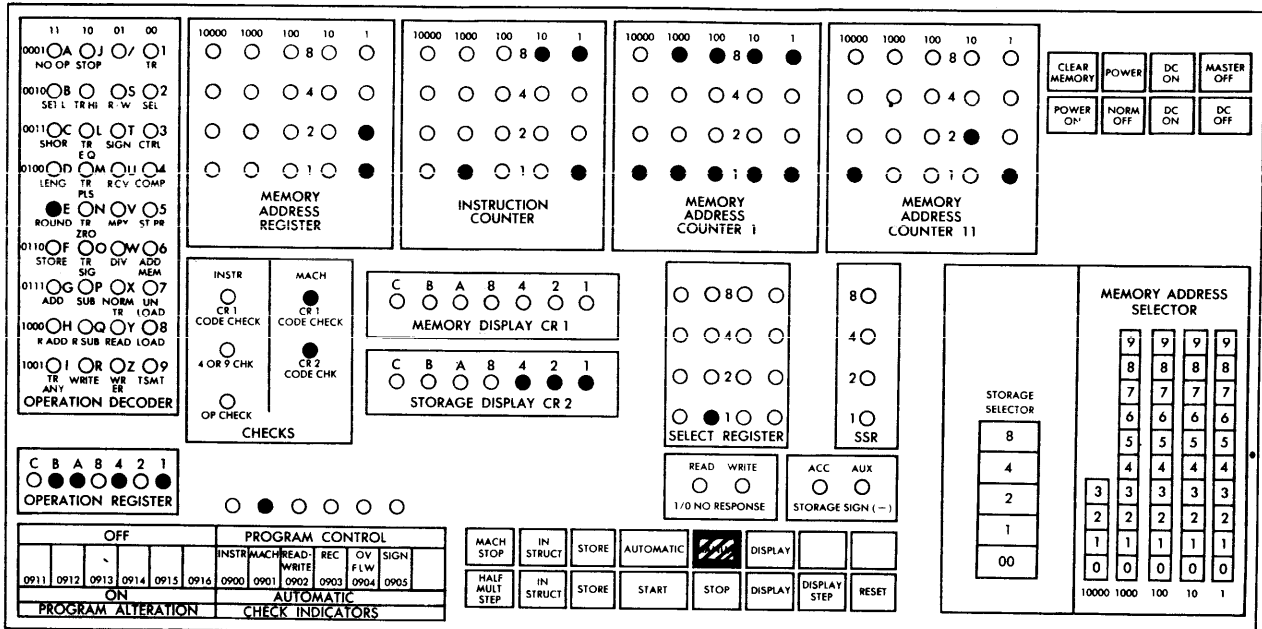 11 10 01 00
0001 A J / 1
NO OP STOP TR
0010 B S 2
SET L TR HI R-W SEL
0011 C L T 3
SHOR TR EQ SIGN CTRL
0100 D M U 4
LENG TR PLS RCV COMP
E N V 5
ROUND TR ZRO MPY ST PR
0110 F O W 6
STORE TR SIG DIV ADD MEM
0111 G P X 7
ADD SUB NORM TR UN LOAD
1000 H Q Y 8
R ADD R SUB READ LOAD
1001 I R Z 9
TR ANY WRITE WR ER TSMT
OPERATION DECODER
10000 1000 100 10 1
8
4
2
1
MEMORY
ADDRESS
REGISTER
10000 1000 100 10 1
8
4
2
1
INSTRUCTION
COUNTER
10000 1000 100 10 1
8
4
2
1
MEMORY
ADDRESS
COUNTER 1
10000 1000 100 10 1
8
4
2
1
MEMORY
ADDRESS
COUNTER 11
CLEAR MEMORY POWER DC ON MASTER OFF
POWER ON NORM OFF DC ON DC OFF
INSTR MACH
CR 1 CODE CHECK CR 1 CODE CHECK
4 OR 9 CHK CR 2 CODE CHK
OP CHECK
CHECKS
C B A 8 4 2 1
MEMORY DISPLAY CR 1
C B A 8 4 2 1
STORAGE DISPLAY CR 2
8
4
2
1
SELECT REGISTER
8
4
2
1
SSR
READ WRITE
1/0 NO RESPONSE
ACC AUX
STORAGE SIGN (-)
STORAGE
SELECTOR
8
4
2
1
00
MEMORY ADDRESS
SELECTOR
9 9 9 9
8 8 8 8
7 7 7 7
6 6 6 6
5 5 5 5
4 4 4 4
3 3 3 3 3
2 2 2 2 2
1 1 1 1 1
0 0 0 0 0
10000 1000 100 10 1
C B A 8 4 2 1
OPERATION REGISTER
OFF
0911 0912 0913 0914 0915 0916
ON
PROGRAM ALTERATION
PROGRAM CONTROL
INSTR MACH READ-WRITE REC OV FLW SIGN
0900 0901 0902 0903 0904 0905
AUTOMATIC
CHECK INDICATORS
MACH STOP IN STRUCT STORE AUTOMATIC DISPLAY
HALF MULT STEP IN STRUCT STORE START STOP DISPLAY DISPLAY STEP RESET